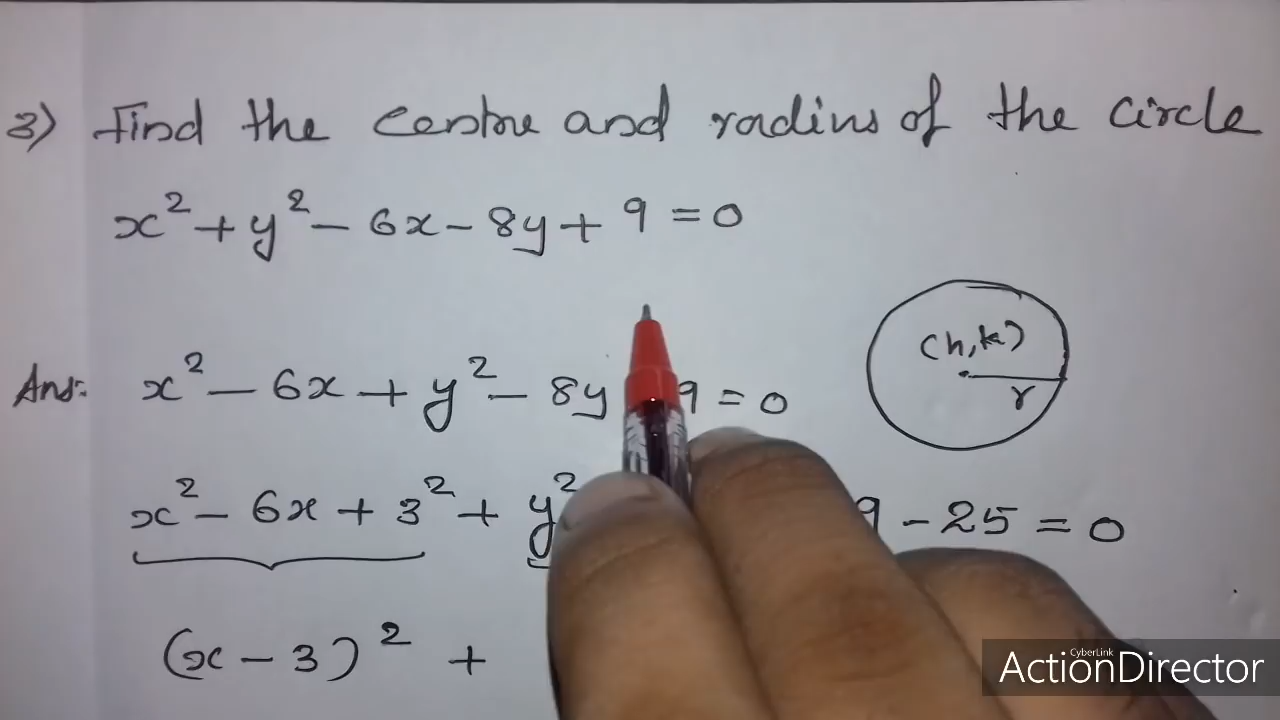 3) Find the Centre and radius of the circle
x² + y² - 6x - 8y + 9 = 0
(h, k)
r
Ans: x² - 6x + y² - 8y 9 = 0
x² - 6x + 3² + y² 9 - 25 = 0
(x - 3)² +
CyberLink
ActionDirector